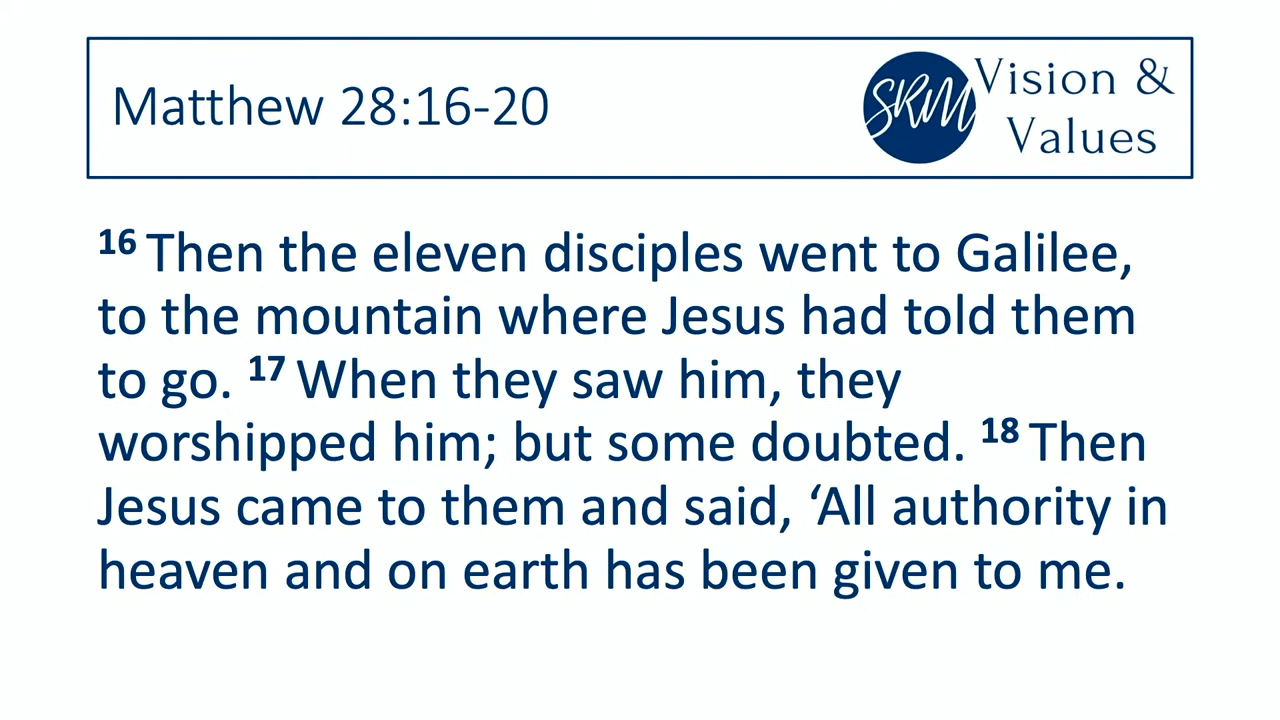 Matthew 28:16-20
SRM
Vision &
Values
16 Then the eleven disciples went to Galilee,
to the mountain where Jesus had told them
to go. 17 When they saw him, they
worshipped him; but some doubted. 18 Then
Jesus came to them and said, ‘All authority in
heaven and on earth has been given to me.